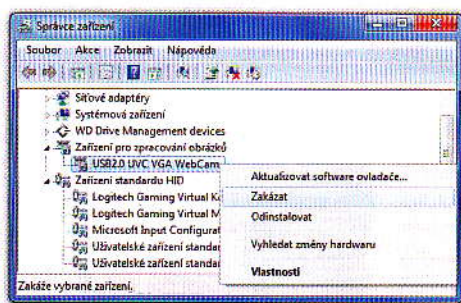 Správce zařízení
Soubor Akce Zobrazit Nápověda
Síťové adaptéry
Systémová zařízení
WD Drive Management devices
Zařízení pro zpracování obrázků
USB2.0 UVC VGA WebCam
Zařízení standardu HID
Logitech Gaming Virtual
Logitech Gaming Virtual
Microsoft Input Configurat
Uživatelské zařízení standar
Uživatelské zařízení standar
Aktualizovat software ovladače...
Zakázat
Odinstalovat
Vyhledat změny hardwaru
Vlastnosti
Zakáže vybrané zařízení.